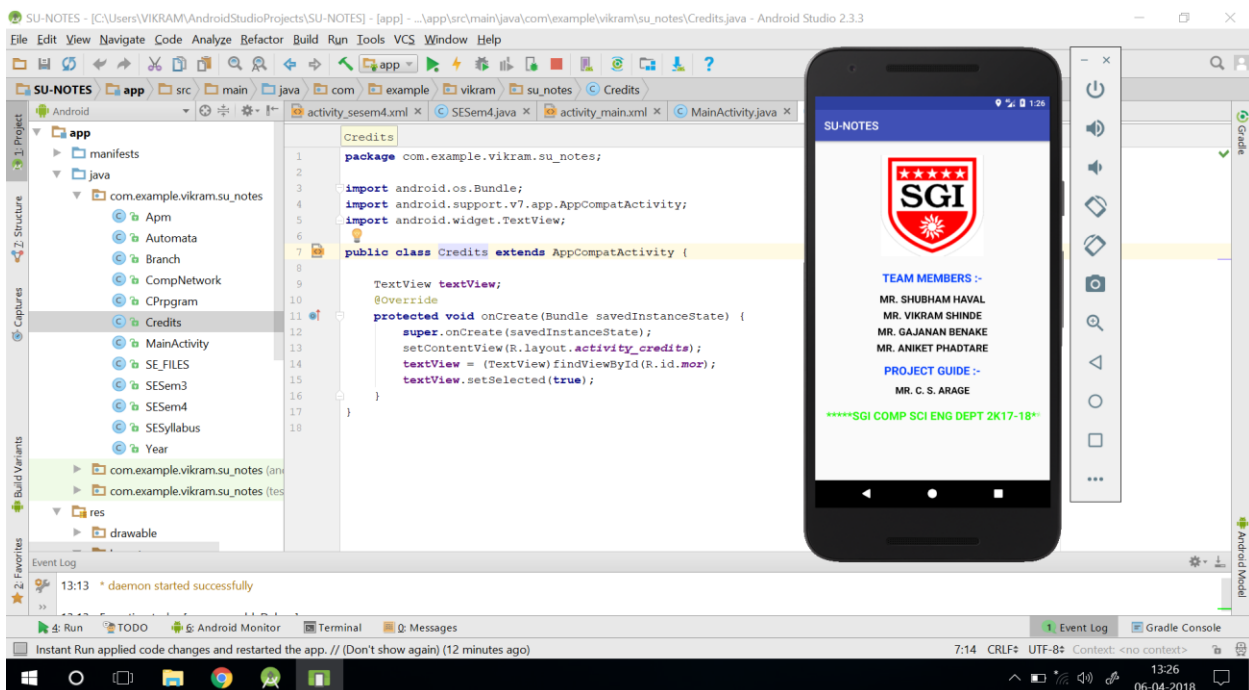 SU-NOTES - [C:\Users\VIKRAM\AndroidStudioProjects\SU-NOTES] - [app] - ...\app\src\main\java\com\example\vikram\su_notes\Credits.java - Android Studio 2.3.3
File Edit View Navigate Code Analyze Refactor Build Run Tools VCS Window Help
app
SU-NOTES app src main java com example vikram su_notes Credits
Android
activity_sesem4.xml SESem4.java activity_main.xml MainActivity.java
1: Project
Z: Structure
Captures
Build Variants
2: Favorites
app
manifests
java
com.example.vikram.su_notes
Apm
Automata
Branch
CompNetwork
CPrpgram
Credits
MainActivity
SE_FILES
SESem3
SESem4
SESyllabus
Year
com.example.vikram.su_notes (an
com.example.vikram.su_notes (tes
res
drawable
Credits
1 package com.example.vikram.su_notes;
2
3 import android.os.Bundle;
4 import android.support.v7.app.AppCompatActivity;
5 import android.widget.TextView;
6
7 public class Credits extends AppCompatActivity {
8
9 TextView textView;
10 @Override
11 protected void onCreate(Bundle savedInstanceState) {
12 super.onCreate(savedInstanceState);
13 setContentView(R.layout.activity_credits);
14 textView = (TextView)findViewById(R.id.mor);
15 textView.setSelected(true);
16 }
17 }
18
1:26
SU-NOTES
SGI
TEAM MEMBERS :-
MR. SHUBHAM HAVAL
MR. VIKRAM SHINDE
MR. GAJANAN BENAKE
MR. ANIKET PHADTARE
PROJECT GUIDE :-
MR. C. S. ARAGE
*****SGI COMP SCI ENG DEPT 2K17-18*
Gradle
Android Model
Event Log
13:13 * daemon started successfully
4: Run TODO 6: Android Monitor Terminal 0: Messages 1 Event Log Gradle Console
Instant Run applied code changes and restarted the app. // (Don't show again) (12 minutes ago) 7:14 CRLF UTF-8 Context: <no context>
13:26
06-04-2018